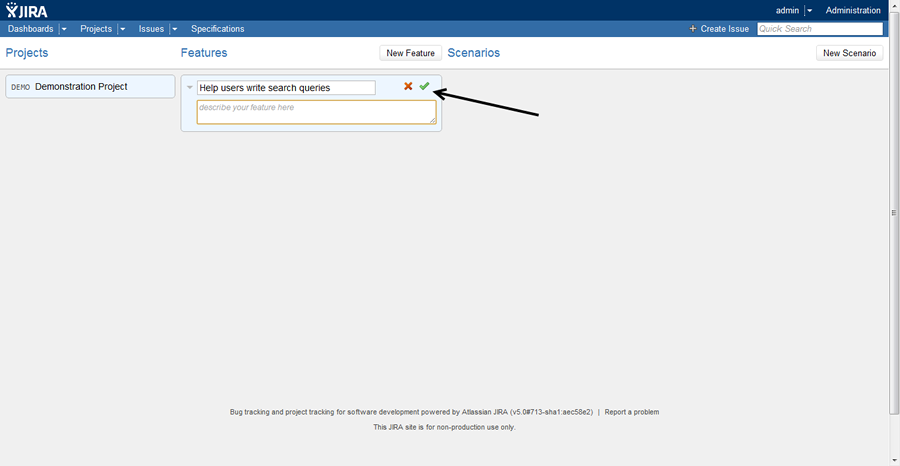 JIRA
admin Administration
Dashboards Projects Issues Specifications + Create Issue Quick Search
Projects Features New Feature Scenarios New Scenario
DEMO Demonstration Project
Help users write search queries
describe your feature here
Bug tracking and project tracking for software development powered by Atlassian JIRA (v5.0#713-sha1:aec58e2) | Report a problem
This JIRA site is for non-production use only.